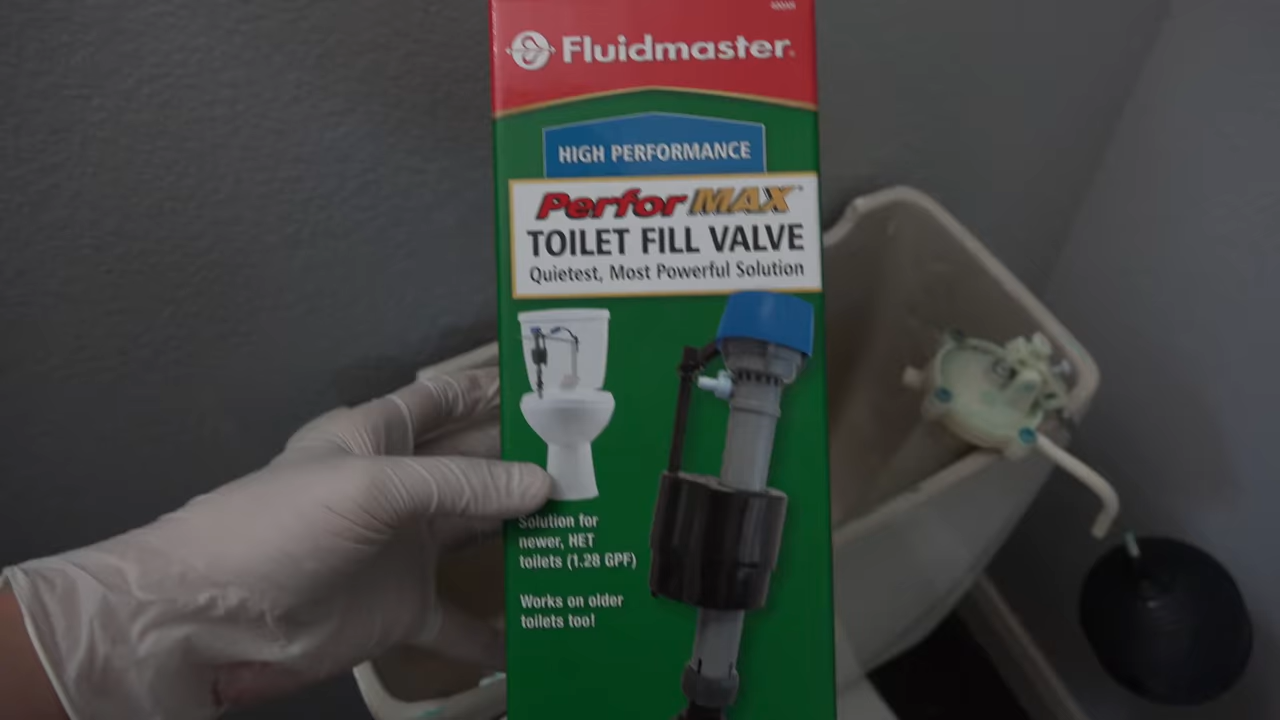 Fluidmaster
HIGH PERFORMANCE
PerforMAX™
TOILET FILL VALVE
Quietest, Most Powerful Solution
Solution for
newer, HET
toilets (1.28 GPF)
Works on older
toilets too!